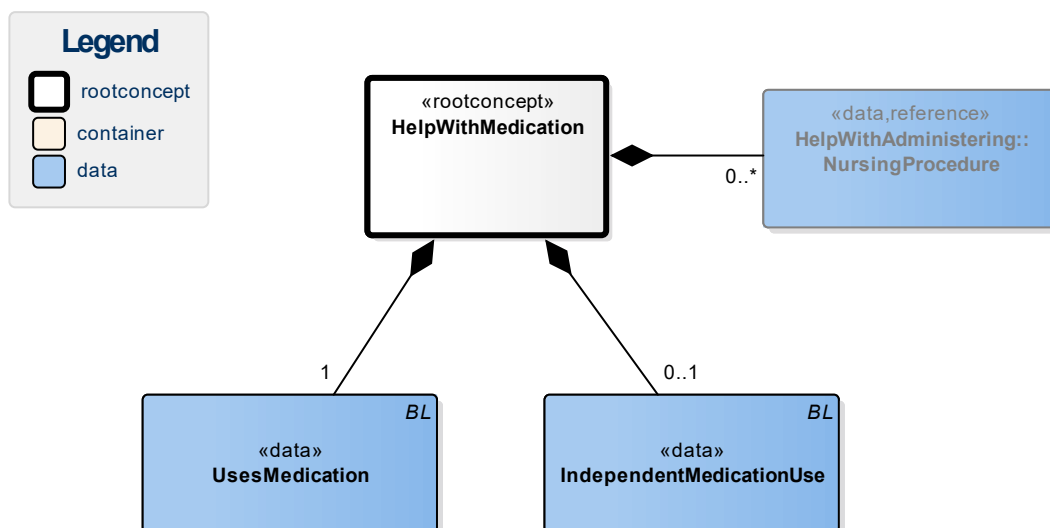 Legend
rootconcept
container
data
«rootconcept»
HelpWithMedication
«data,reference»
HelpWithAdministering::
NursingProcedure
0..*
1
0..1
BL
«data»
UsesMedication
BL
«data»
IndependentMedicationUse